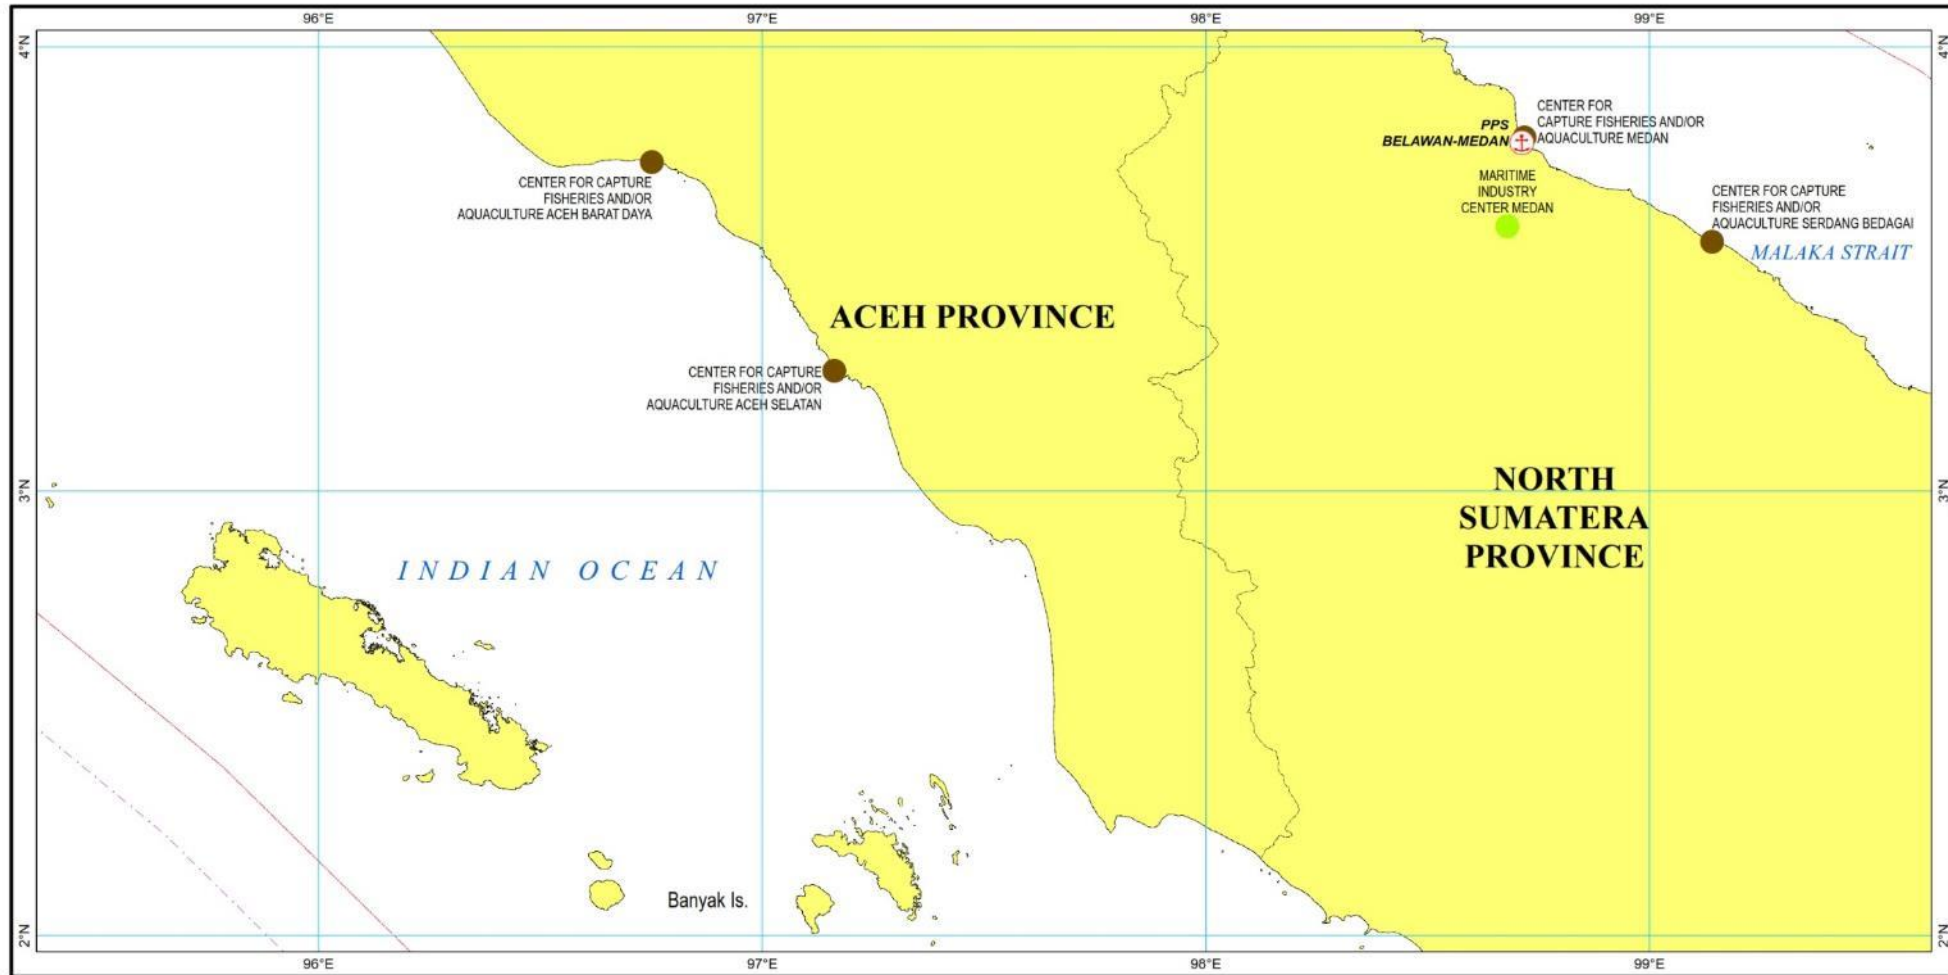 96°E
97°E
98°E
99°E
4°N
4°N
CENTER FOR
CAPTURE FISHERIES AND/OR
AQUACULTURE MEDAN
PPS
BELAWAN-MEDAN
MARITIME
INDUSTRY
CENTER MEDAN
CENTER FOR CAPTURE
FISHERIES AND/OR
AQUACULTURE ACEH BARAT DAYA
CENTER FOR CAPTURE
FISHERIES AND/OR
AQUACULTURE SERDANG BEDAGAI
MALAKA STRAIT
ACEH PROVINCE
CENTER FOR CAPTURE
FISHERIES AND/OR
AQUACULTURE ACEH SELATAN
3°N
3°N
NORTH
SUMATERA
PROVINCE
INDIAN OCEAN
Banyak Is.
2°N
2°N
96°E
97°E
98°E
99°E